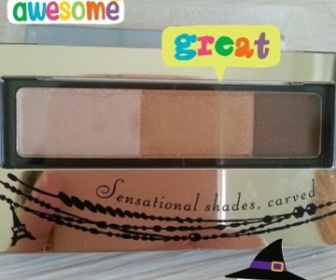 awesome
great
Sensational shades, carved